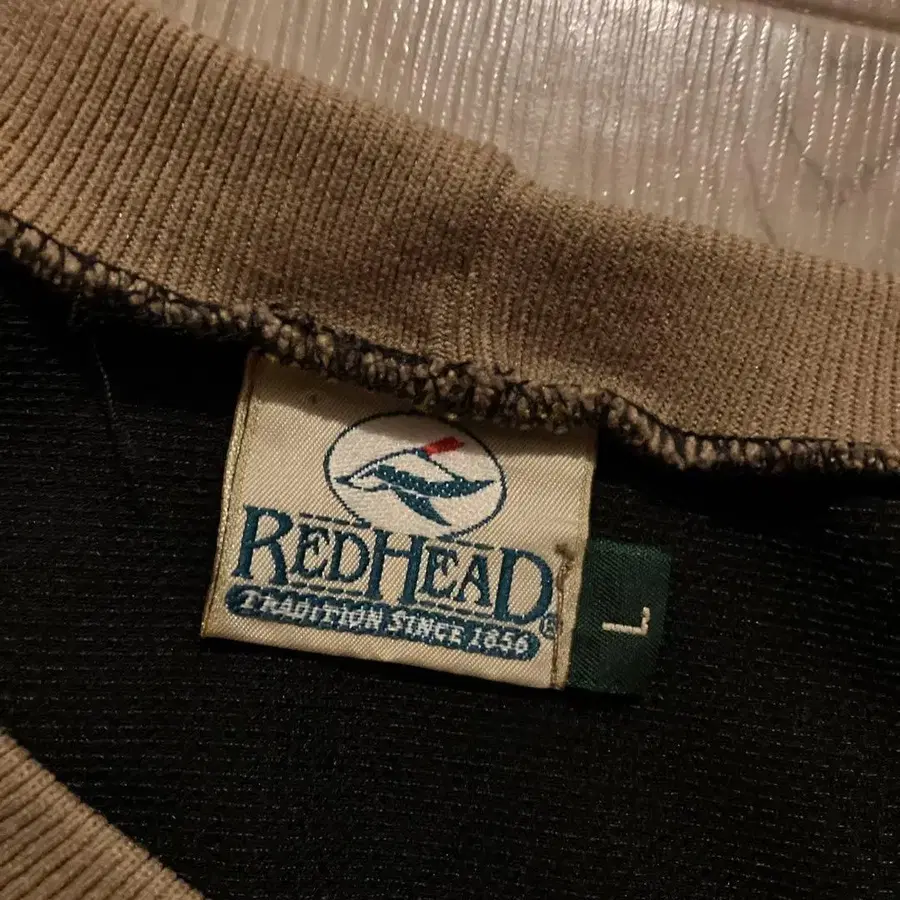 REDHEAD®
TRADITION SINCE 1856
L